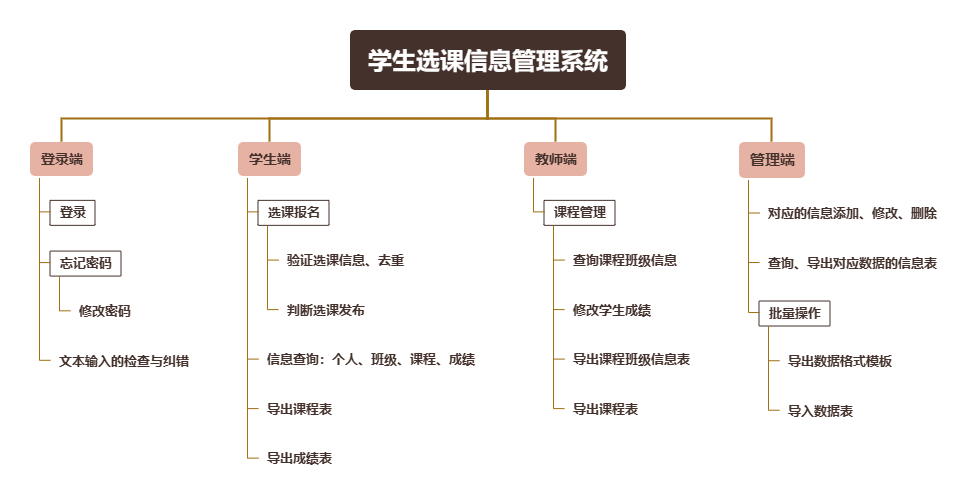 学生选课信息管理系统
登录端
登录
忘记密码
修改密码
文本输入的检查与纠错
学生端
选课报名
验证选课信息、去重
判断选课发布
信息查询：个人、班级、课程、成绩
导出课程表
导出成绩表
教师端
课程管理
查询课程班级信息
修改学生成绩
导出课程班级信息表
导出课程表
管理端
对应的信息添加、修改、删除
查询、导出对应数据的信息表
批量操作
导出数据格式模板
导入数据表